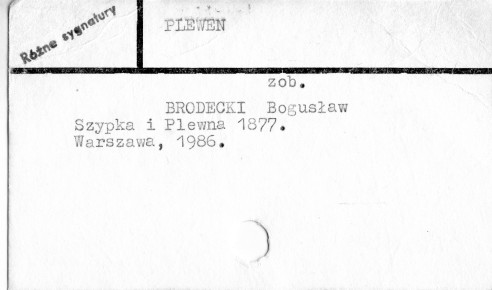 Różne sygnatury
PLEWEN
zob.
BRODECKI Bogusław
Szypka i Plewna 1877.
Warszawa, 1986.